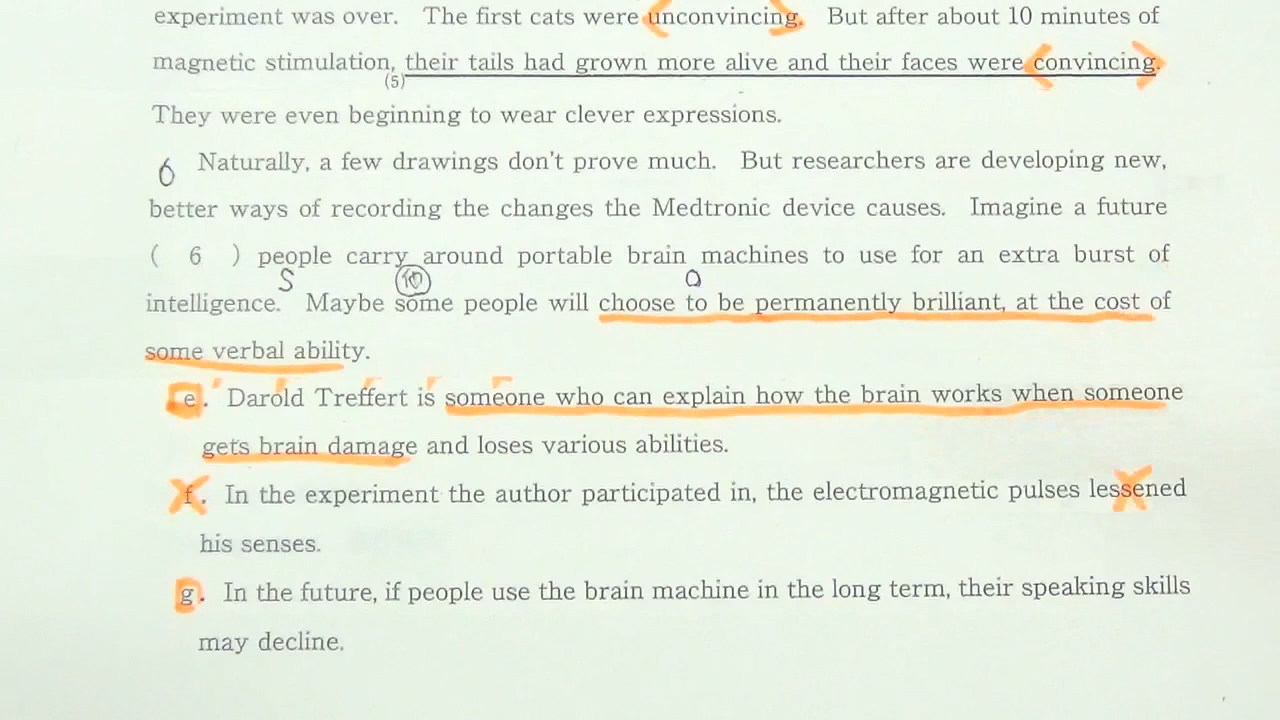 experiment was over. The first cats were unconvincing. But after about 10 minutes of
magnetic stimulation, their tails had grown more alive and their faces were convincing.
(5)
They were even beginning to wear clever expressions.
6 Naturally, a few drawings don't prove much. But researchers are developing new,
better ways of recording the changes the Medtronic device causes. Imagine a future
( 6 ) people carry around portable brain machines to use for an extra burst of
S 10 O
intelligence. Maybe some people will choose to be permanently brilliant, at the cost of
some verbal ability.
e. Darold Treffert is someone who can explain how the brain works when someone
gets brain damage and loses various abilities.
f. In the experiment the author participated in, the electromagnetic pulses lessened
his senses.
g. In the future, if people use the brain machine in the long term, their speaking skills
may decline.